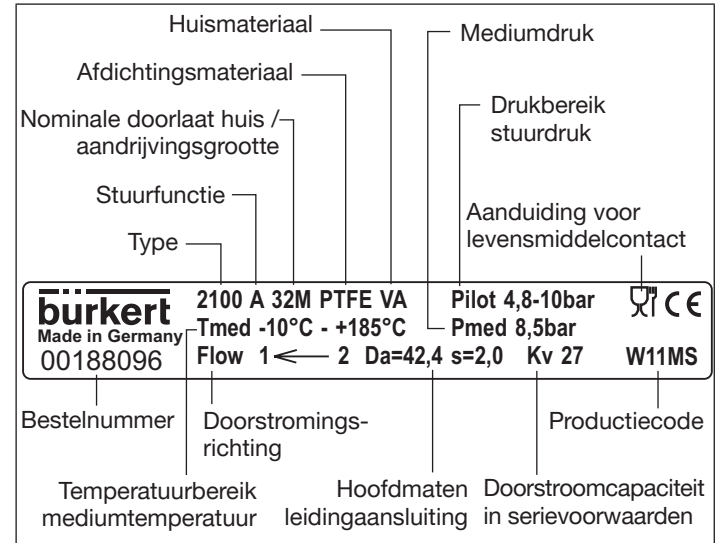 Huismateriaal
Mediumdruk
Afdichtingsmateriaal
Nominale doorlaat huis /
aandrijvingsgrootte
Drukbereik
stuurdruk
Stuurfunctie
Aanduiding voor
levensmiddelcontact
Type
bürkert
Made in Germany
00188096
2100 A 32M PTFE VA Pilot 4,8-10bar CE
Tmed -10°C - +185°C Pmed 8,5bar
Flow 1 ← 2 Da=42,4 s=2,0 Kv 27 W11MS
Bestelnummer
Doorstromings-
richting
Productiecode
Temperatuurbereik
mediumtemperatuur
Hoofdmaten
leidingaansluiting
Doorstroomcapaciteit
in serievoorwaarden